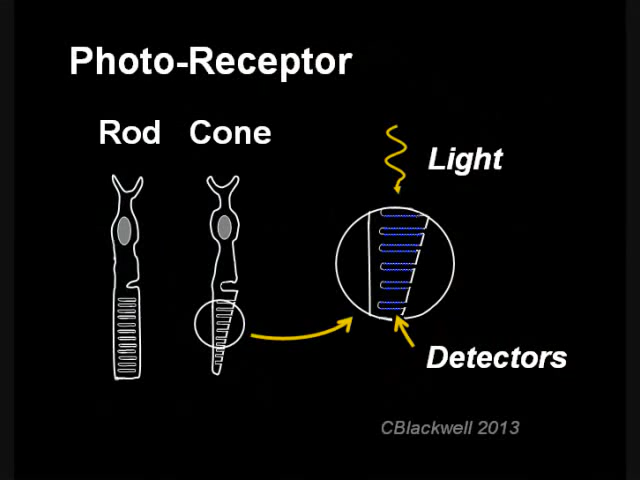 Photo-Receptor
Rod Cone
Light
Detectors
CBlackwell 2013